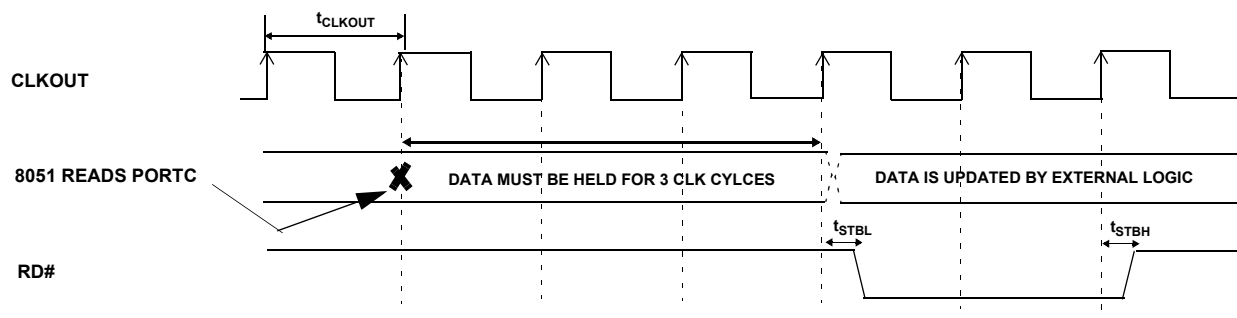 tCLKOUT
CLKOUT
8051 READS PORTC
DATA MUST BE HELD FOR 3 CLK CYLCES
DATA IS UPDATED BY EXTERNAL LOGIC
tSTBL
tSTBH
RD#